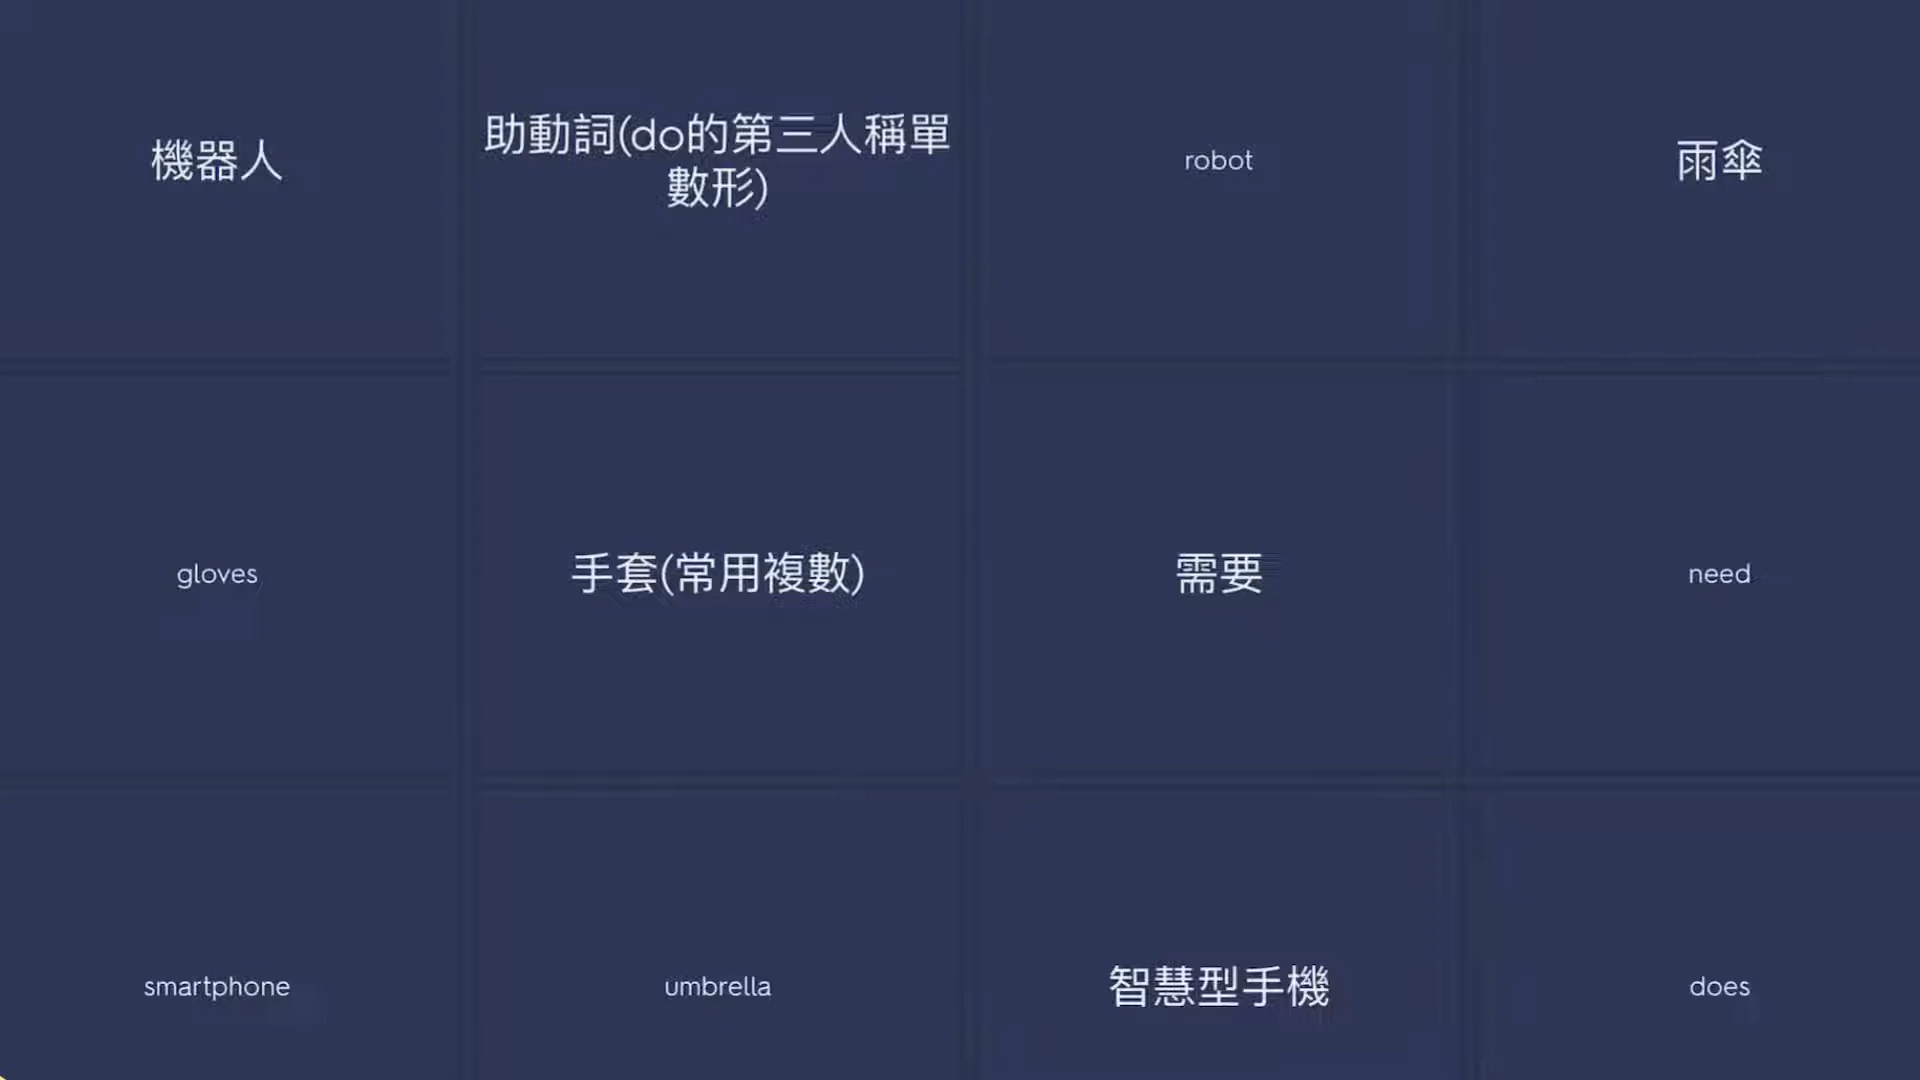 機器人
助動詞(do的第三人稱單
數形)
robot
雨傘
gloves
手套(常用複數)
需要
need
smartphone
umbrella
智慧型手機
does